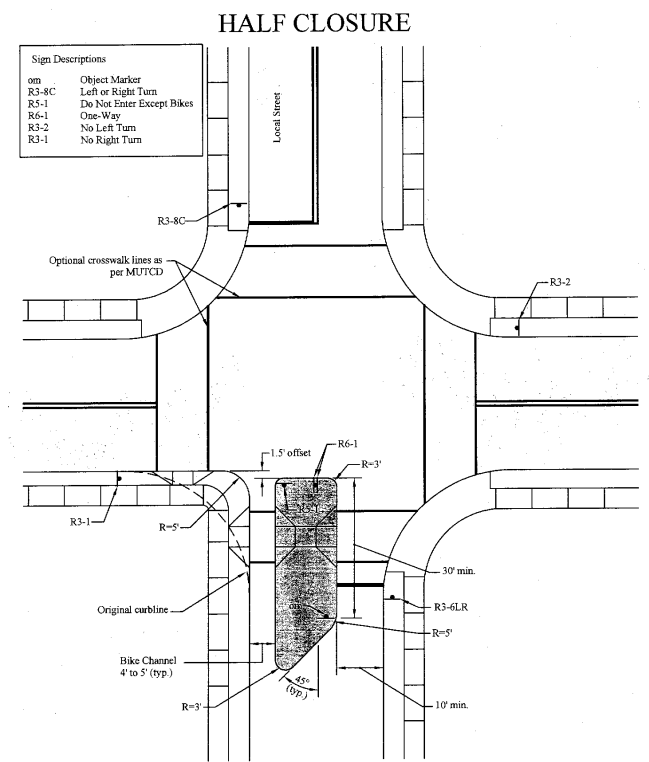 HALF CLOSURE
Sign Descriptions
om Object Marker
R3-8C Left or Right Turn
R5-1 Do Not Enter Except Bikes
R6-1 One-Way
R3-2 No Left Turn
R3-1 No Right Turn
Local Street
R3-8C
Optional crosswalk lines as
per MUTCD
R3-2
1.5' offset
R6-1
R=3'
R3-1
R=5'
30' min.
Original curbline
om
R3-6LR
R=5'
Bike Channel
4' to 5' (typ.)
45°
(typ.)
R=3'
10' min.